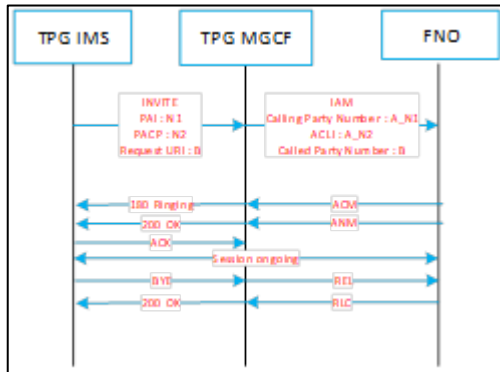 TPG IMS
TPG MGCF
FNO
INVITE
PAI : N1
PACP : N2
Request URI : B
IAM
Calling Party Number : A_N1
ACLI : A_N2
Called Party Number : B
180 Ringing
ACM
200 OK
ANM
ACK
Session ongoing
BYE
REL
200 OK
RLC